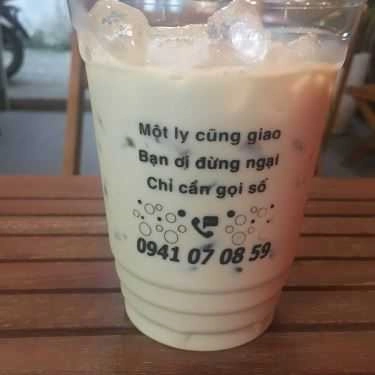 Một ly cũng giao
Bạn ơi đừng ngại
Chỉ cần gọi số
0941 07 08 59